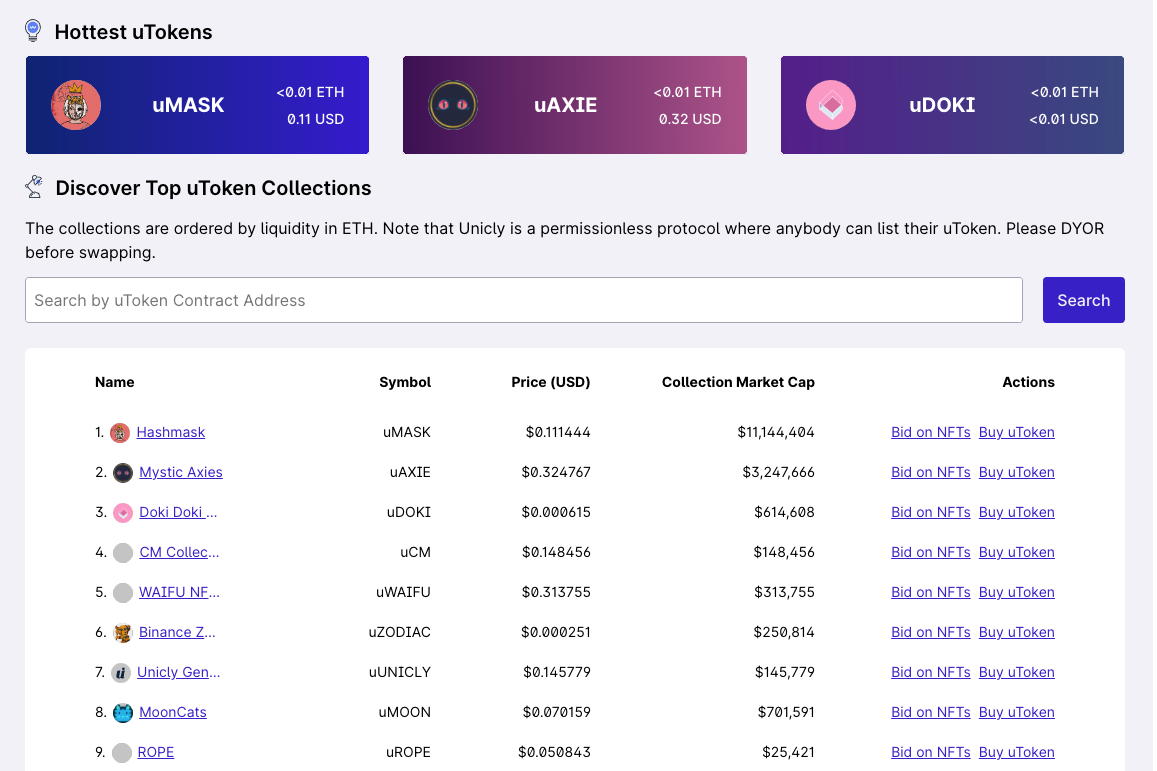 Hottest uTokens
uMASK <0.01 ETH 0.11 USD
uAXIE <0.01 ETH 0.32 USD
uDOKI <0.01 ETH <0.01 USD
Discover Top uToken Collections
The collections are ordered by liquidity in ETH. Note that Unicly is a permissionless protocol where anybody can list their uToken. Please DYOR
before swapping.
Search by uToken Contract Address Search
Name Symbol Price (USD) Collection Market Cap Actions
1. Hashmask uMASK $0.111444 $11,144,404 Bid on NFTs Buy uToken
2. Mystic Axies uAXIE $0.324767 $3,247,666 Bid on NFTs Buy uToken
3. Doki Doki ... uDOKI $0.000615 $614,608 Bid on NFTs Buy uToken
4. CM Collec... uCM $0.148456 $148,456 Bid on NFTs Buy uToken
5. WAIFU NF... uWAIFU $0.313755 $313,755 Bid on NFTs Buy uToken
6. Binance Z... uZODIAC $0.000251 $250,814 Bid on NFTs Buy uToken
7. ui Unicly Gen... uUNICLY $0.145779 $145,779 Bid on NFTs Buy uToken
8. MoonCats uMOON $0.070159 $701,591 Bid on NFTs Buy uToken
9. ROPE uROPE $0.050843 $25,421 Bid on NFTs Buy uToken